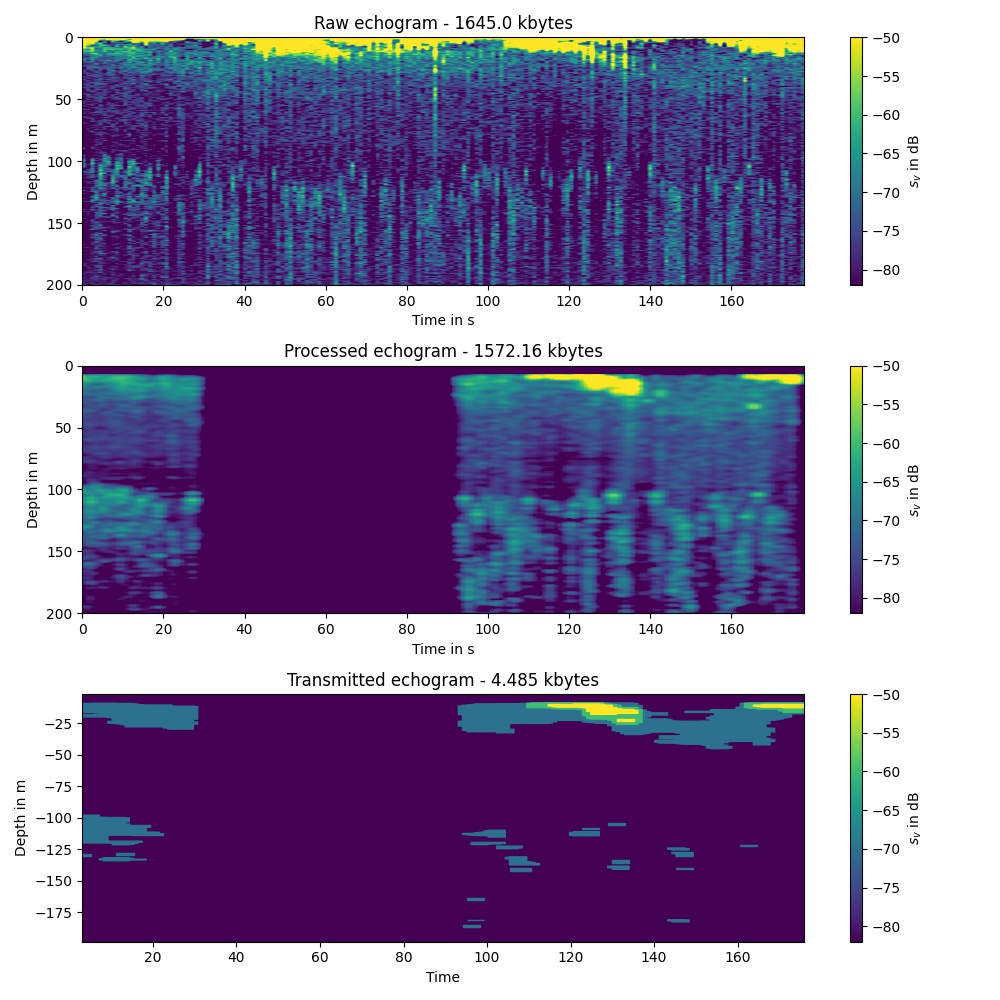 Raw echogram - 1645.0 kbytes
0
50
100
150
200
Depth in m
0 20 40 60 80 100 120 140 160
Time in s
−50
−55
−60
−65
−70
−75
−80
sv in dB
Processed echogram - 1572.16 kbytes
0
50
100
150
200
Depth in m
0 20 40 60 80 100 120 140 160
Time in s
−50
−55
−60
−65
−70
−75
−80
sv in dB
Transmitted echogram - 4.485 kbytes
−25
−50
−75
−100
−125
−150
−175
Depth in m
20 40 60 80 100 120 140 160
Time
−50
−55
−60
−65
−70
−75
−80
sv in dB